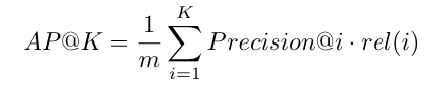 AP@K = \frac{1}{m} \sum_{i=1}^{K} Precision@i \cdot rel(i)